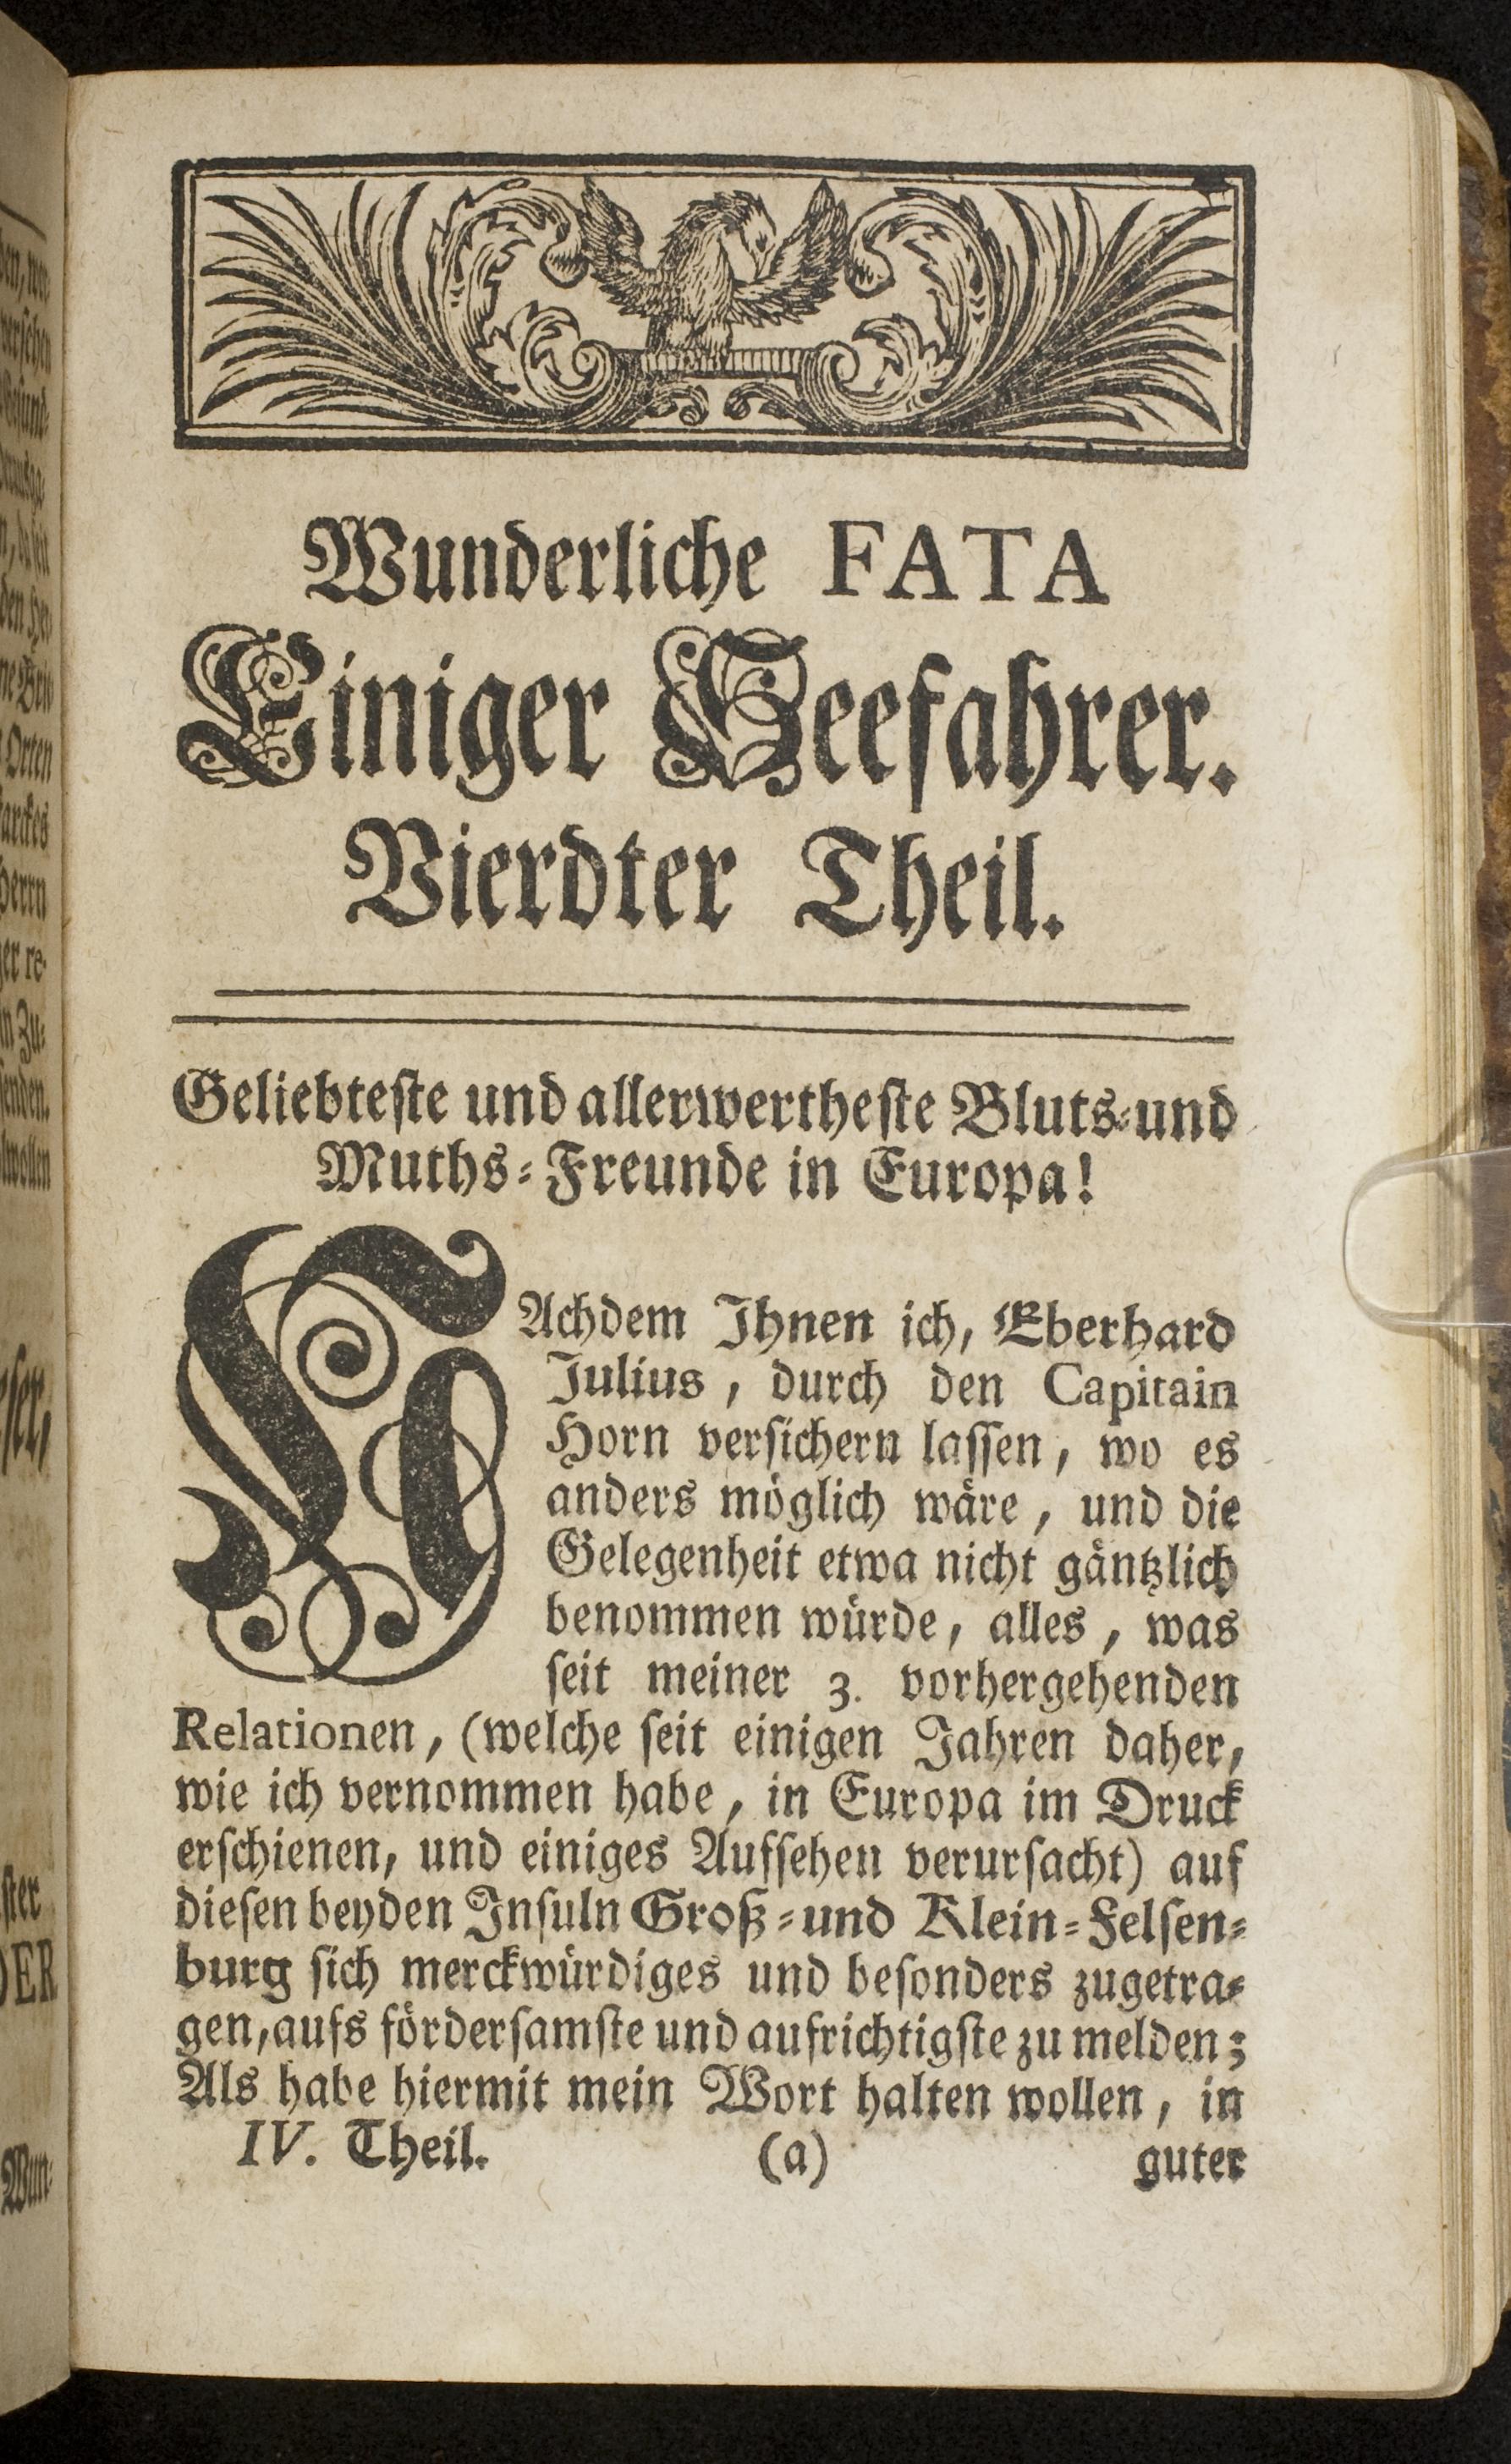 Wunderliche FATA
Einiger Seefahrer.
Vierdter Theil.
Geliebteſte und allerwertheſte Bluts-und
Muths-Freunde in Europa!
NAchdem Ihnen ich, Eberhard
Julius, durch den Capitain
Horn verſichern laſſen, wo es
anders möglich wäre, und die
Gelegenheit etwa nicht gäntzlich
benommen würde, alles, was
ſeit meiner 3. vorhergehenden
Relationen, (welche ſeit einigen Jahren daher,
wie ich vernommen habe, in Europa im Druck
erſchienen, und einiges Aufſehen verurſacht) auf
dieſen beyden Inſuln Groß-und Klein-Felſen-
burg ſich merckwürdiges und beſonders zugetra-
gen, aufs förderſamſte und aufrichtigſte zu melden;
Als habe hiermit mein Wort halten wollen, in
IV. Theil. (a) guter